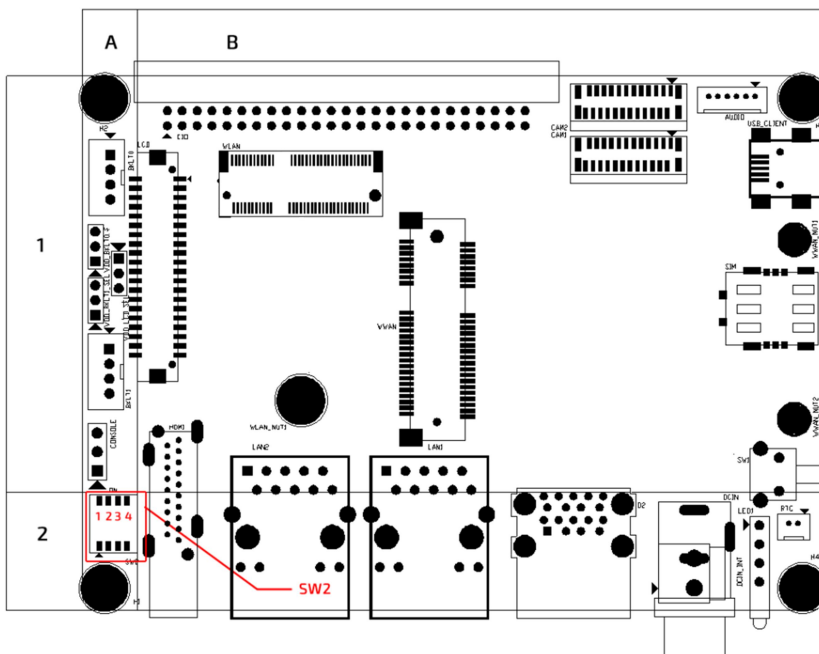 A
B
H2
LCD
CIO
WLAN
BKLT0
CAM2
CAM1
AUDIO
USB_CLIENT
1
WWAN_NUT1
SIM
WWAN
BKLT1
WLAN_NUT1
WWAN_NUT2
CONSOLE
HDMI
LAN2
LAN1
SW1
ON
1 2 3 4
2
D2
DCIN
LED1
RTC
SW2
DCIN_INT
SW2
H1
H4